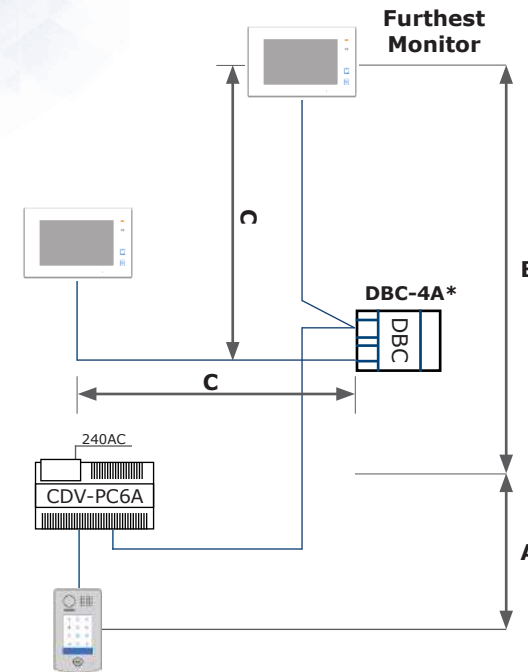 Furthest
Monitor
C
B
DBC-4A*
DBC
C
240AC
CDV-PC6A
A